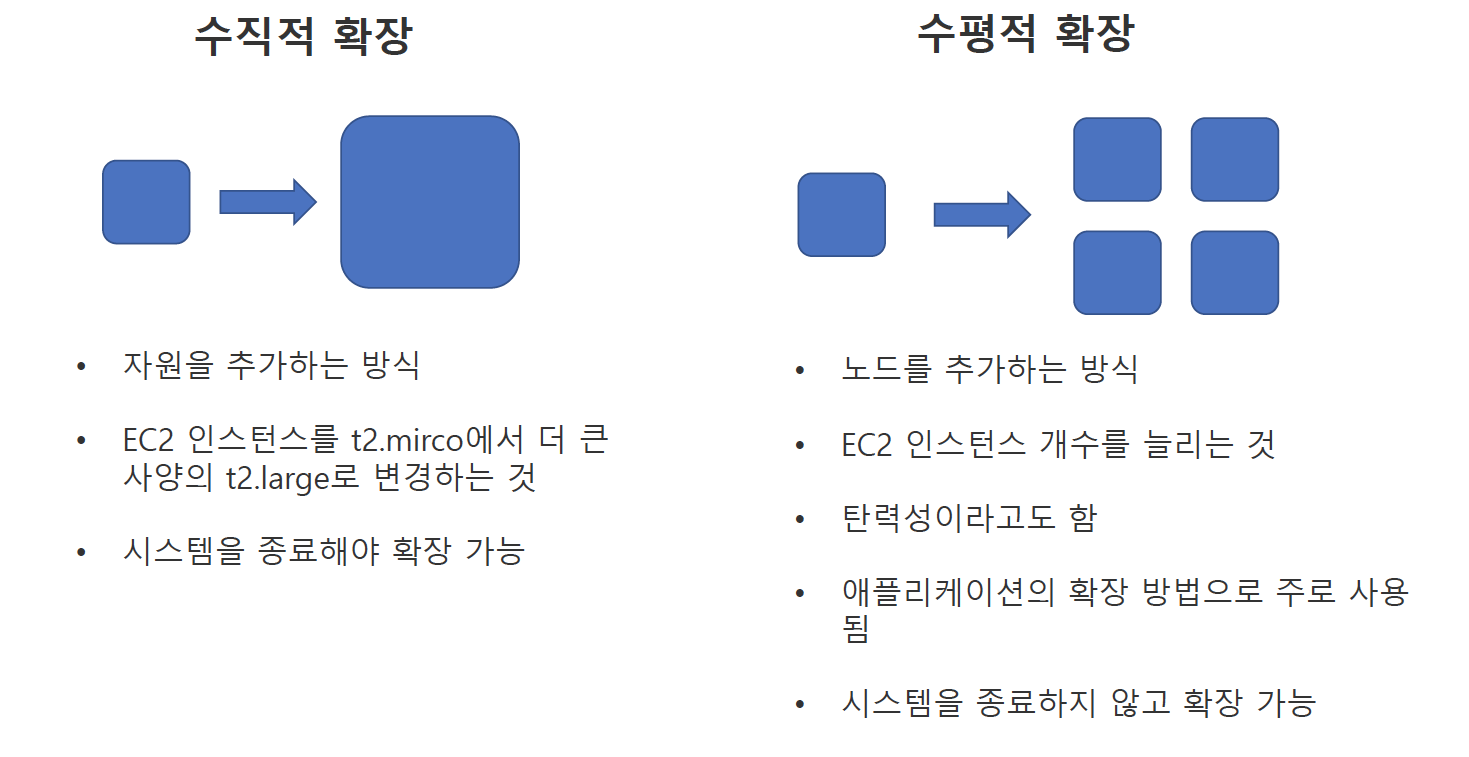 수직적 확장
• 자원을 추가하는 방식
• EC2 인스턴스를 t2.mirco에서 더 큰
사양의 t2.large로 변경하는 것
• 시스템을 종료해야 확장 가능
수평적 확장
• 노드를 추가하는 방식
• EC2 인스턴스 개수를 늘리는 것
• 탄력성이라고도 함
• 애플리케이션의 확장 방법으로 주로 사용
됨
• 시스템을 종료하지 않고 확장 가능